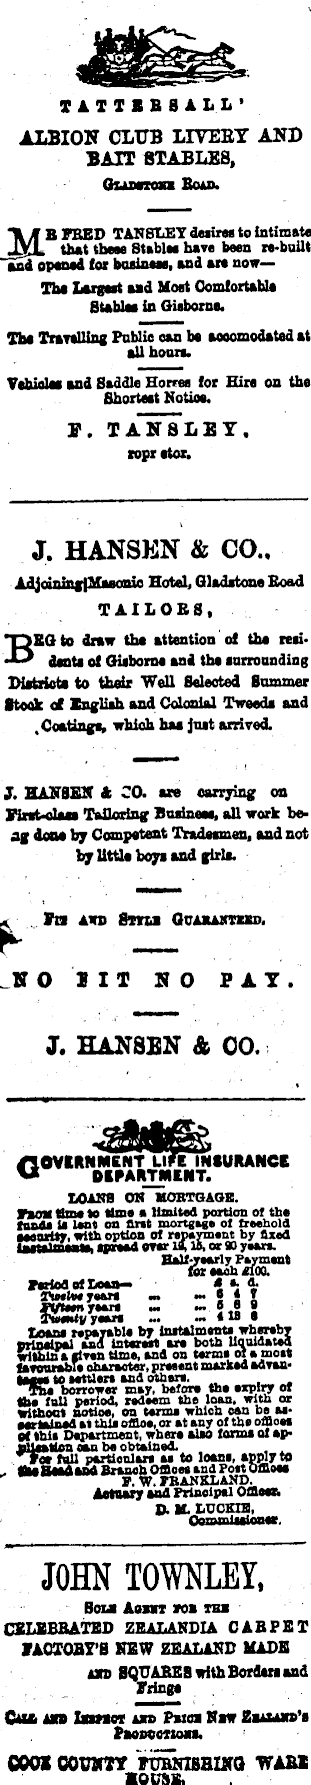 TATTERSALL'
ALBION CLUB LIVERY AND
BAIT STABLES,
GLADSTONE ROAD.
MR FRED TANSLEY desires to intimate
that these Stables have been re-built
and opened for business, and are now—
The Largest and Most Comfortable
Stables in Gisborne.
The Travelling Public can be accomodated at
all hours.
Vehicles and Saddle Horses for Hire on the
Shortest Notice.
F. TANSLEY,
ropr etor.
J. HANSEN & CO.,
Adjoining Masonic Hotel, Gladstone Road
TAILORS,
BEG to draw the attention of the resi-
dents of Gisborne and the surrounding
Districts to their Well Selected Summer
Stock of English and Colonial Tweeds and
Coatings, which has just arrived.
J. HANSEN & CO. are carrying on
First-class Tailoring Business, all work be-
ng done by Competent Tradesmen, and not
by little boys and girls.
FIT AND STYLE GUARANTEED.
NO FIT NO PAY.
J. HANSEN & CO.
GOVERNMENT LIFE INSURANCE
DEPARTMENT.
LOANS ON MORTGAGE.
FROM time to time a limited portion of the
funds is lent on first mortgage of freehold
security, with option of repayment by fixed
instalments, spread over 12, 15, or 20 years.
Half-yearly Payment
for each £100.
Period of Loan— £ s. d.
Twelve years ... ... 6 4 7
Fifteen years ... ... 5 8 9
Twenty years ... ... 4 13 8
Loans repayable by instalments whereby
principal and interest are both liquidated
within a given time, and on terms of a most
favourable character, present marked advan-
tages to settlers and others.
The borrower may, before the expiry of
the full period, redeem the loan, with or
without notice, on terms which can be as-
certained at this office, or at any of the offices
of this Department, where also forms of ap-
plication can be obtained.
For full particulars as to loans, apply to
the Head and Branch Offices and Post Offices
F. W. FRANKLAND.
Actuary and Principal Officer.
D. M. LUCKIE,
Commissioner.
JOHN TOWNLEY,
SOLE AGENT FOR THE
CELEBRATED ZEALANDIA CARPET
FACTORY'S NEW ZEALAND MADE
AND SQUARES with Borders and
Fringe
CALL AND INSPECT AND PRICE NEW ZEALAND'S
PRODUCTIONS.
COOK COUNTY FURNISHING WARE
HOUSE,